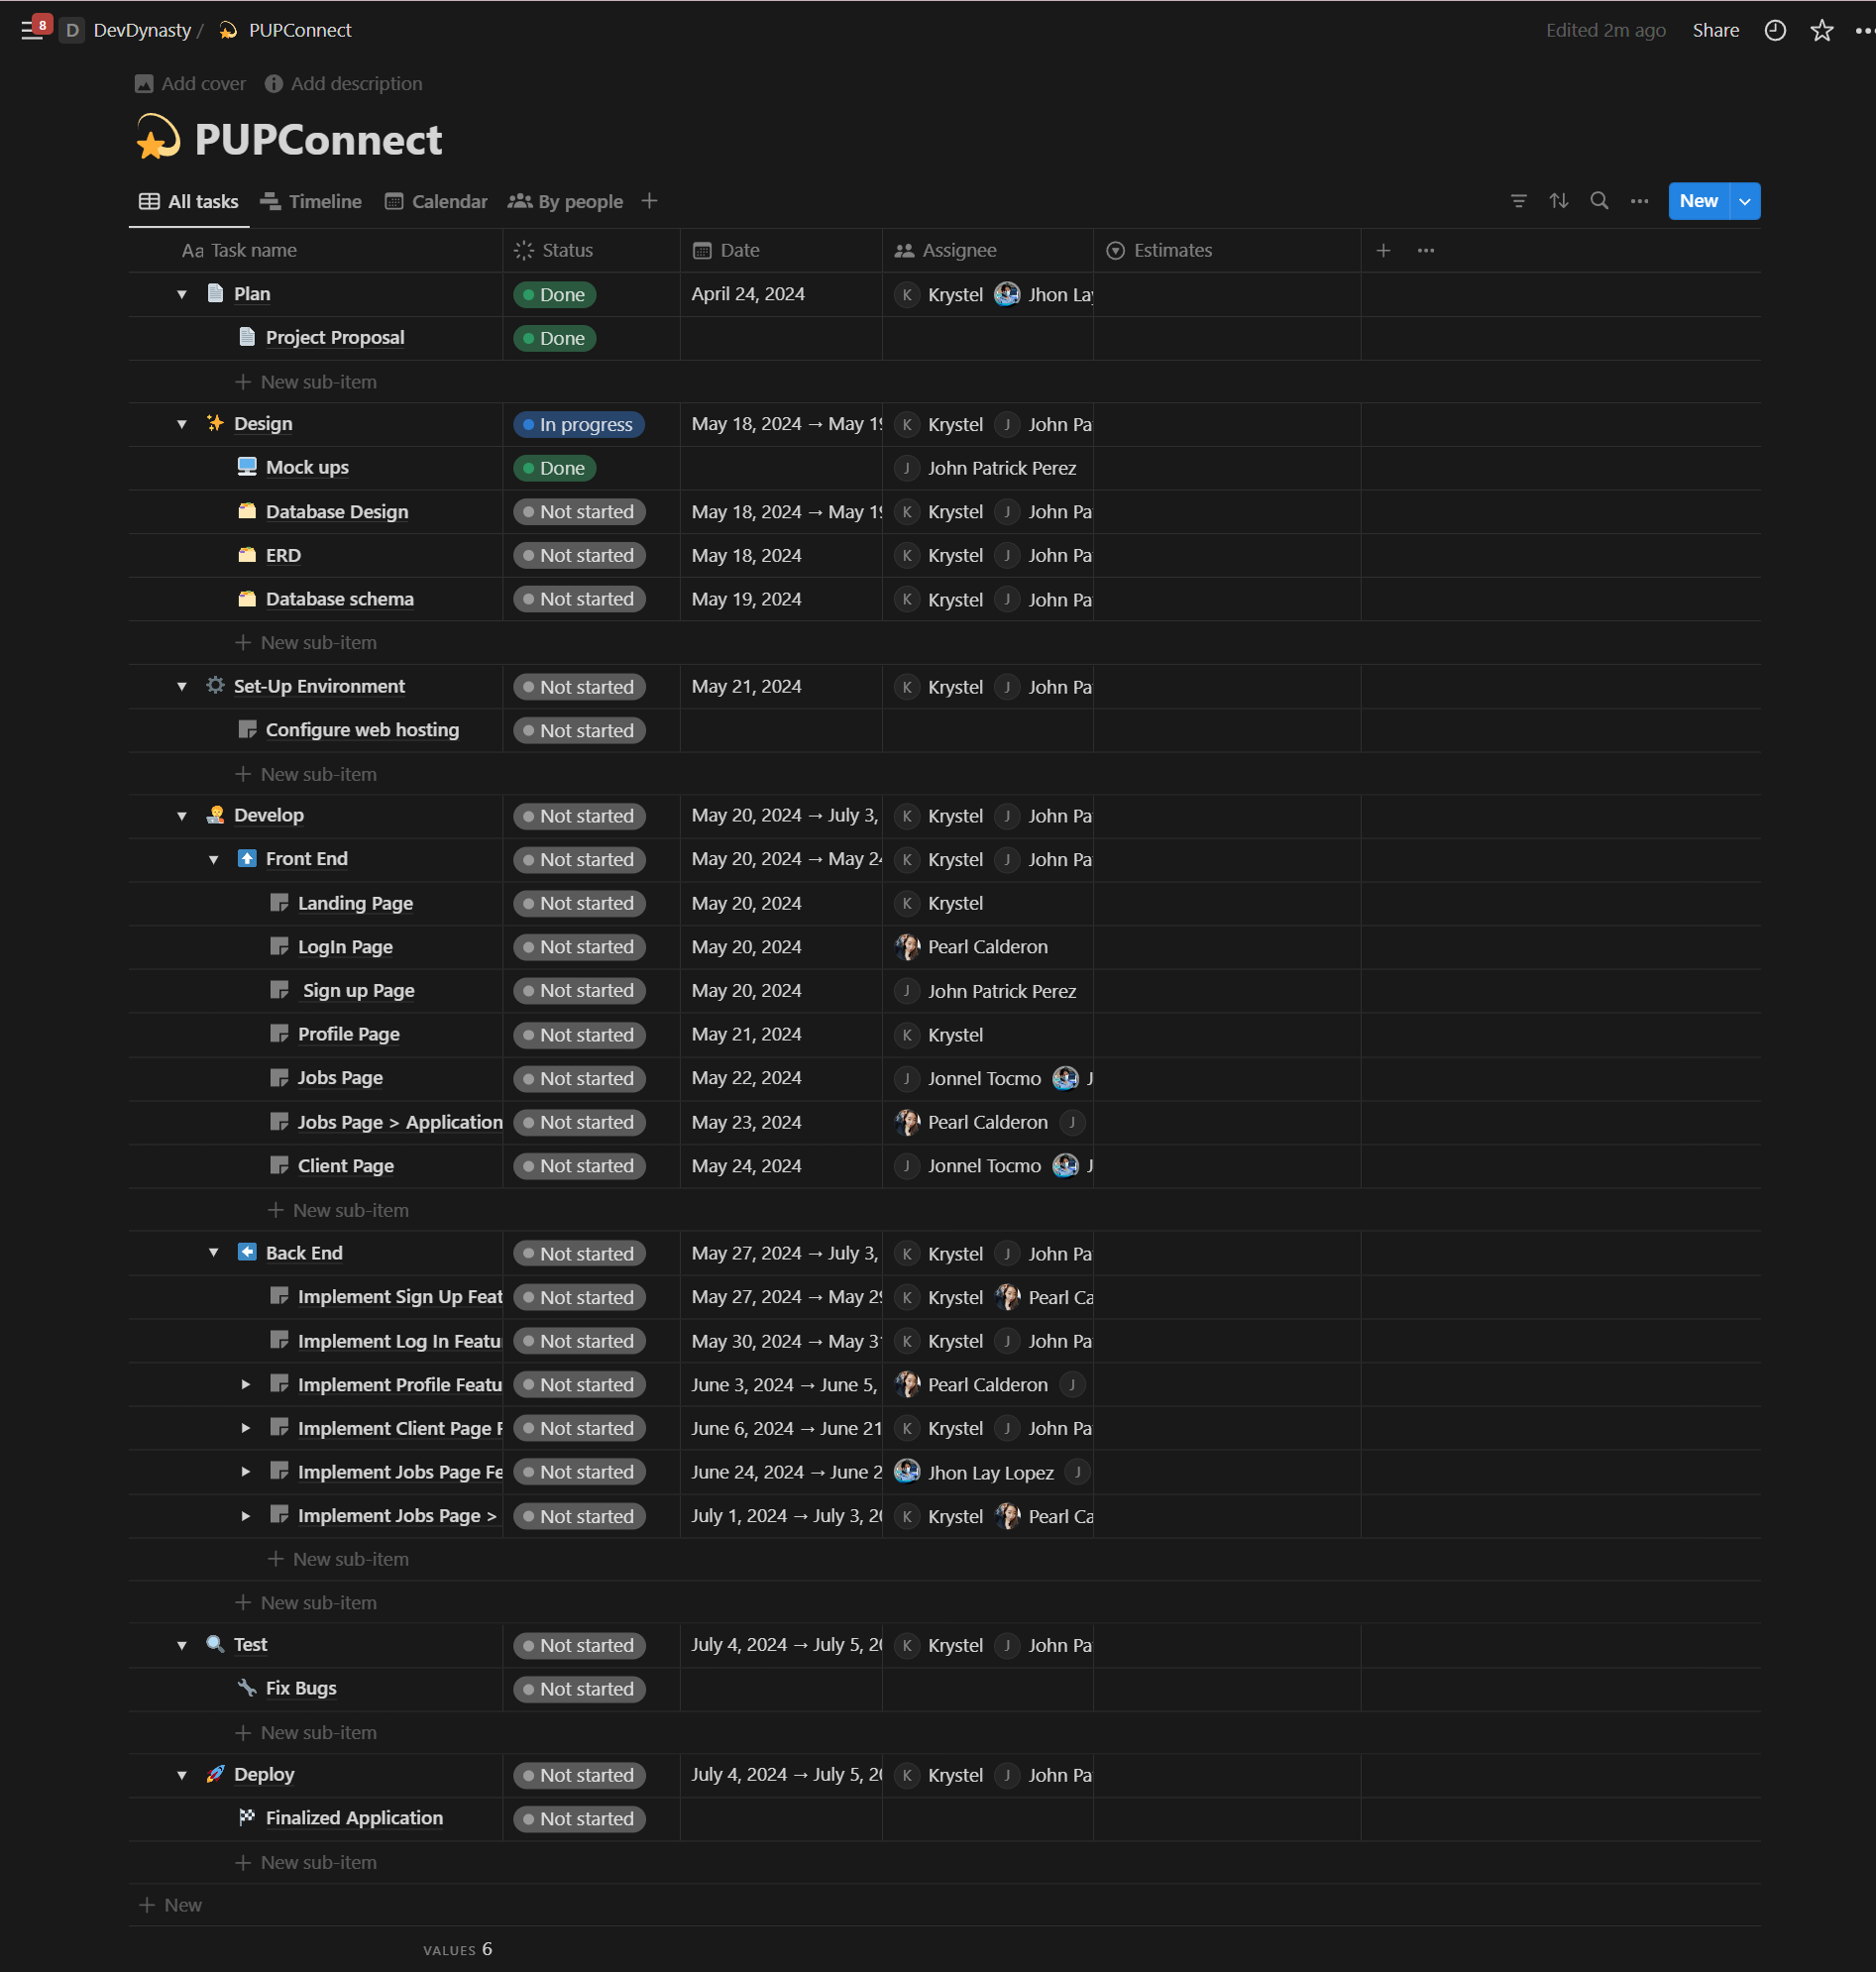 8 D DevDynasty / PUPConnect Edited 2m ago Share
Add cover Add description
PUPConnect
All tasks Timeline Calendar By people New
Aa Task name Status Date Assignee Estimates
Plan Done April 24, 2024 K Krystel Jhon Lay
Project Proposal Done
New sub-item
Design In progress May 18, 2024 → May 19 K Krystel J John Pa
Mock ups Done J John Patrick Perez
Database Design Not started May 18, 2024 → May 19 K Krystel J John Pa
ERD Not started May 18, 2024 K Krystel J John Pa
Database schema Not started May 19, 2024 K Krystel J John Pa
New sub-item
Set-Up Environment Not started May 21, 2024 K Krystel J John Pa
Configure web hosting Not started
New sub-item
Develop Not started May 20, 2024 → July 3, K Krystel J John Pa
Front End Not started May 20, 2024 → May 24 K Krystel J John Pa
Landing Page Not started May 20, 2024 K Krystel
LogIn Page Not started May 20, 2024 Pearl Calderon
Sign up Page Not started May 20, 2024 J John Patrick Perez
Profile Page Not started May 21, 2024 K Krystel
Jobs Page Not started May 22, 2024 J Jonnel Tocmo J
Jobs Page > Application Not started May 23, 2024 Pearl Calderon J
Client Page Not started May 24, 2024 J Jonnel Tocmo J
New sub-item
Back End Not started May 27, 2024 → July 3, K Krystel J John Pa
Implement Sign Up Feat Not started May 27, 2024 → May 29 K Krystel Pearl Ca
Implement Log In Featu Not started May 30, 2024 → May 31 K Krystel J John Pa
Implement Profile Featu Not started June 3, 2024 → June 5, Pearl Calderon J
Implement Client Page F Not started June 6, 2024 → June 21 K Krystel J John Pa
Implement Jobs Page Fe Not started June 24, 2024 → June 2 Jhon Lay Lopez J
Implement Jobs Page > Not started July 1, 2024 → July 3, 20 K Krystel Pearl Ca
New sub-item
New sub-item
Test Not started July 4, 2024 → July 5, 20 K Krystel J John Pa
Fix Bugs Not started
New sub-item
Deploy Not started July 4, 2024 → July 5, 20 K Krystel J John Pa
Finalized Application Not started
New sub-item
New
VALUES 6